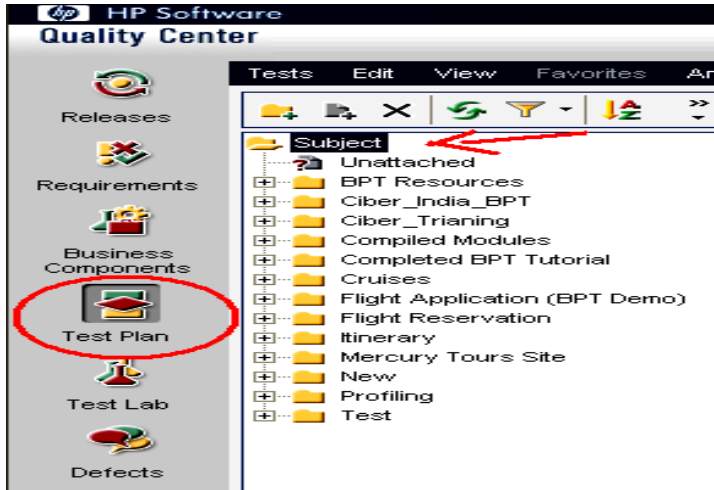 hp HP Software
Quality Center
Releases
Requirements
Business
Components
Test Plan
Test Lab
Defects
Tests Edit View Favorites An
Subject
Unattached
BPT Resources
Ciber_India_BPT
Ciber_Trianing
Compiled Modules
Completed BPT Tutorial
Cruises
Flight Application (BPT Demo)
Flight Reservation
Itinerary
Mercury Tours Site
New
Profiling
Test